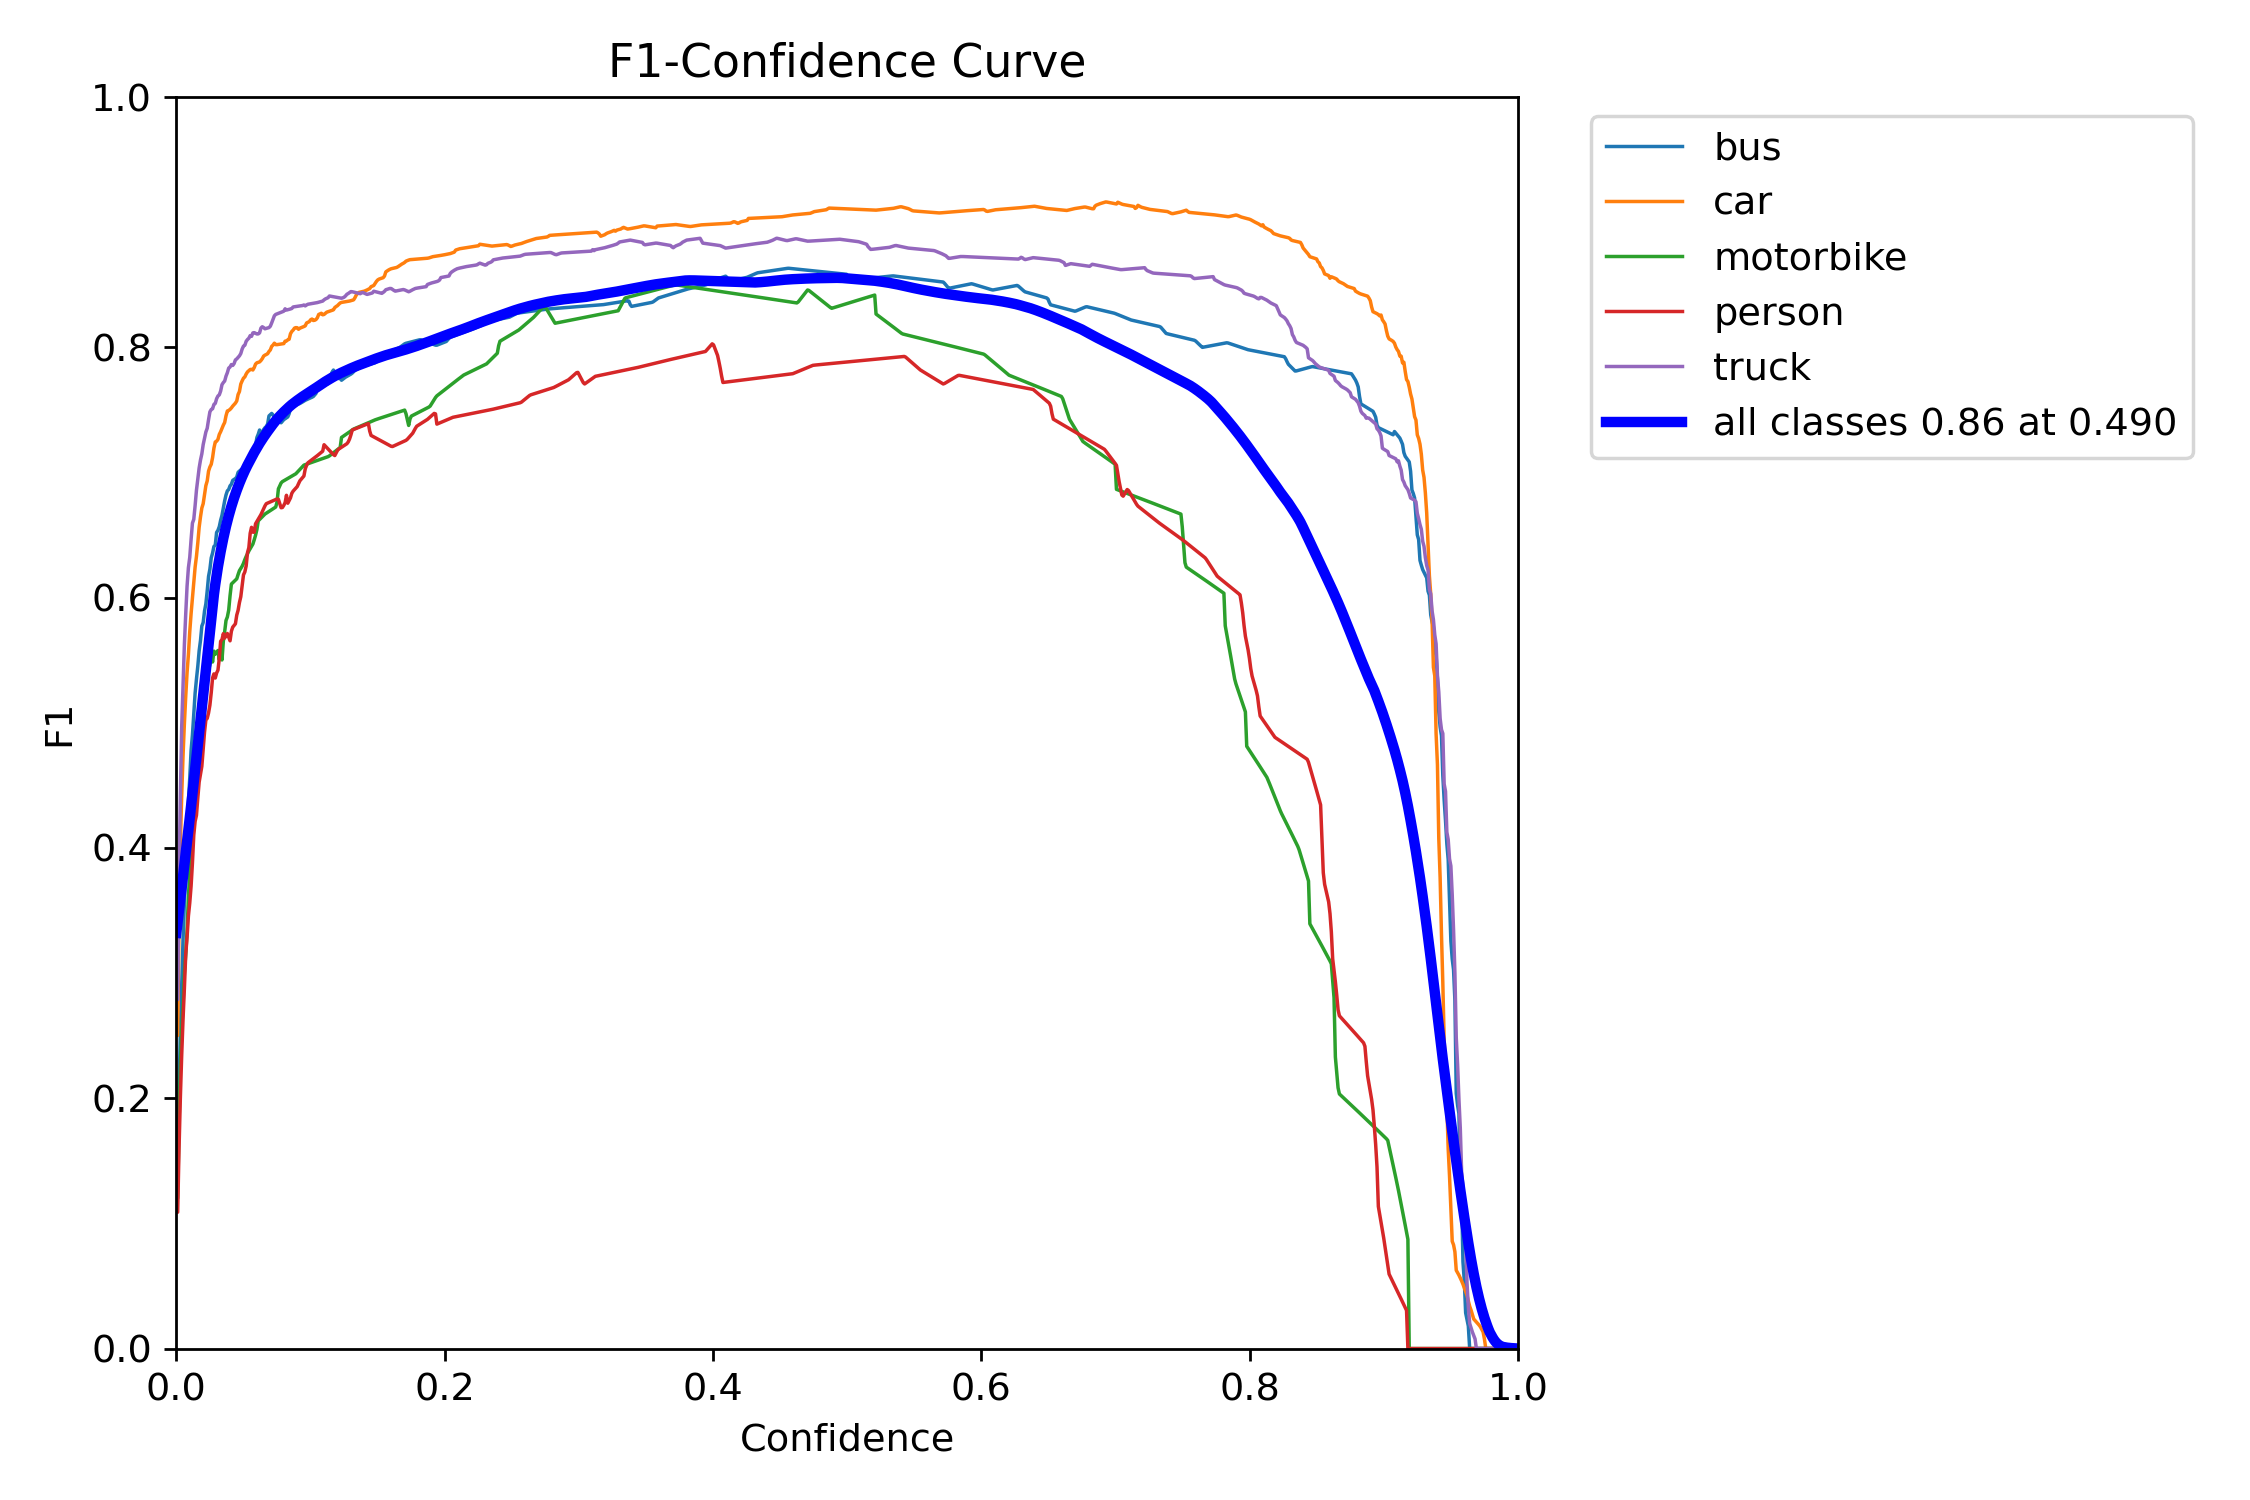 F1-Confidence Curve
1.0
0.8
0.6
0.4
0.2
0.0
F1
0.0 0.2 0.4 0.6 0.8 1.0
Confidence
bus
car
motorbike
person
truck
all classes 0.86 at 0.490